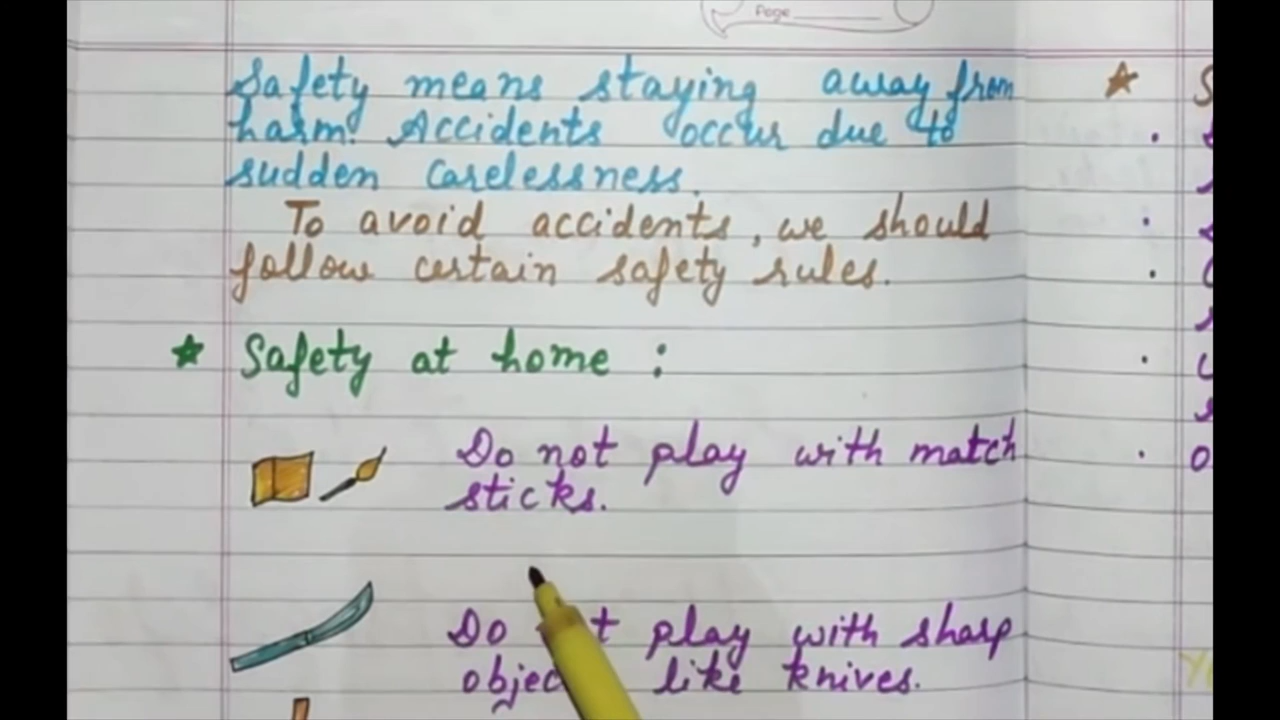 Page
Safety means staying away from
harm. Accidents occur due to
sudden carelessness.
To avoid accidents, we should
follow certain safety rules.
★ Safety at home :
Do not play with match
sticks.
Do play with sharp
like knives.